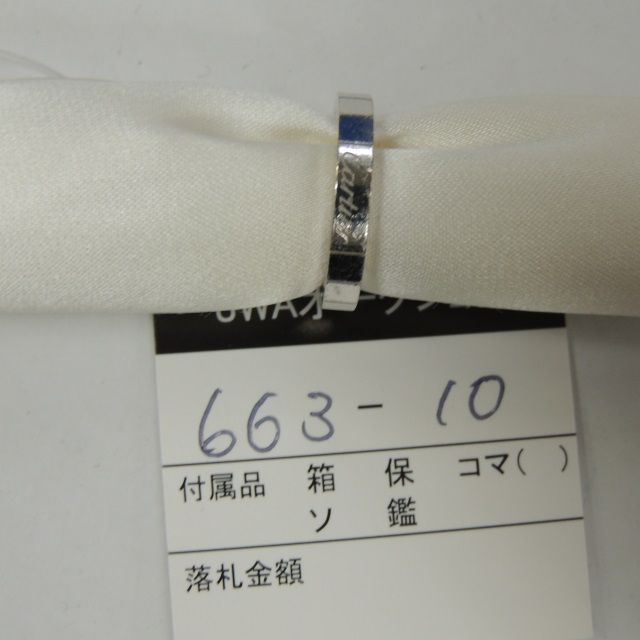 663-10
付属品 箱 保 コマ( )
ソ 鑑
落札金額